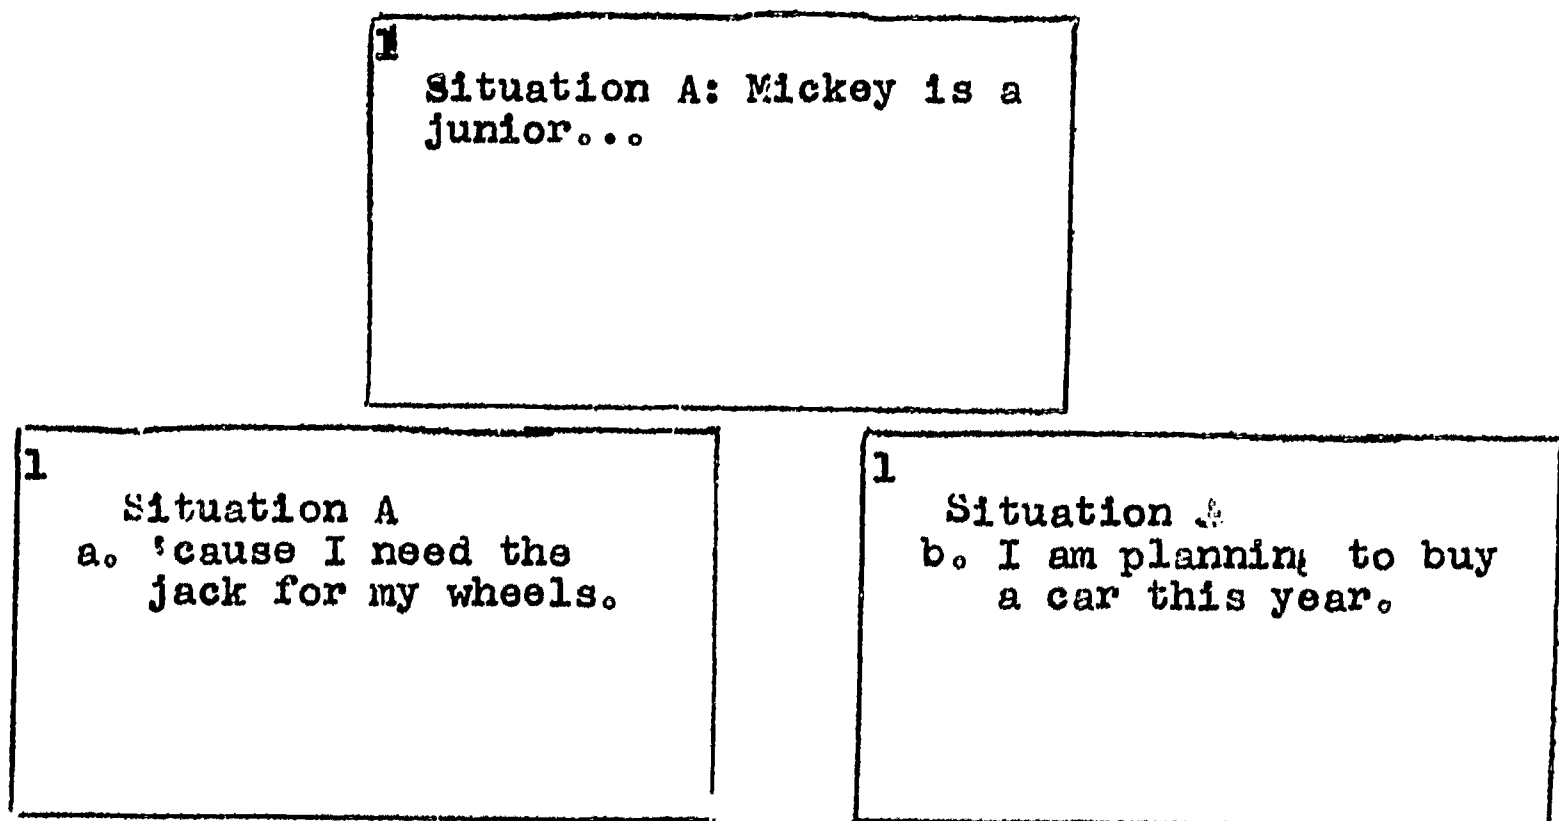 1
Situation A: Mickey is a
junior...
1
Situation A
a. 'cause I need the
jack for my wheels.
1
Situation
b. I am planning to buy
a car this year.